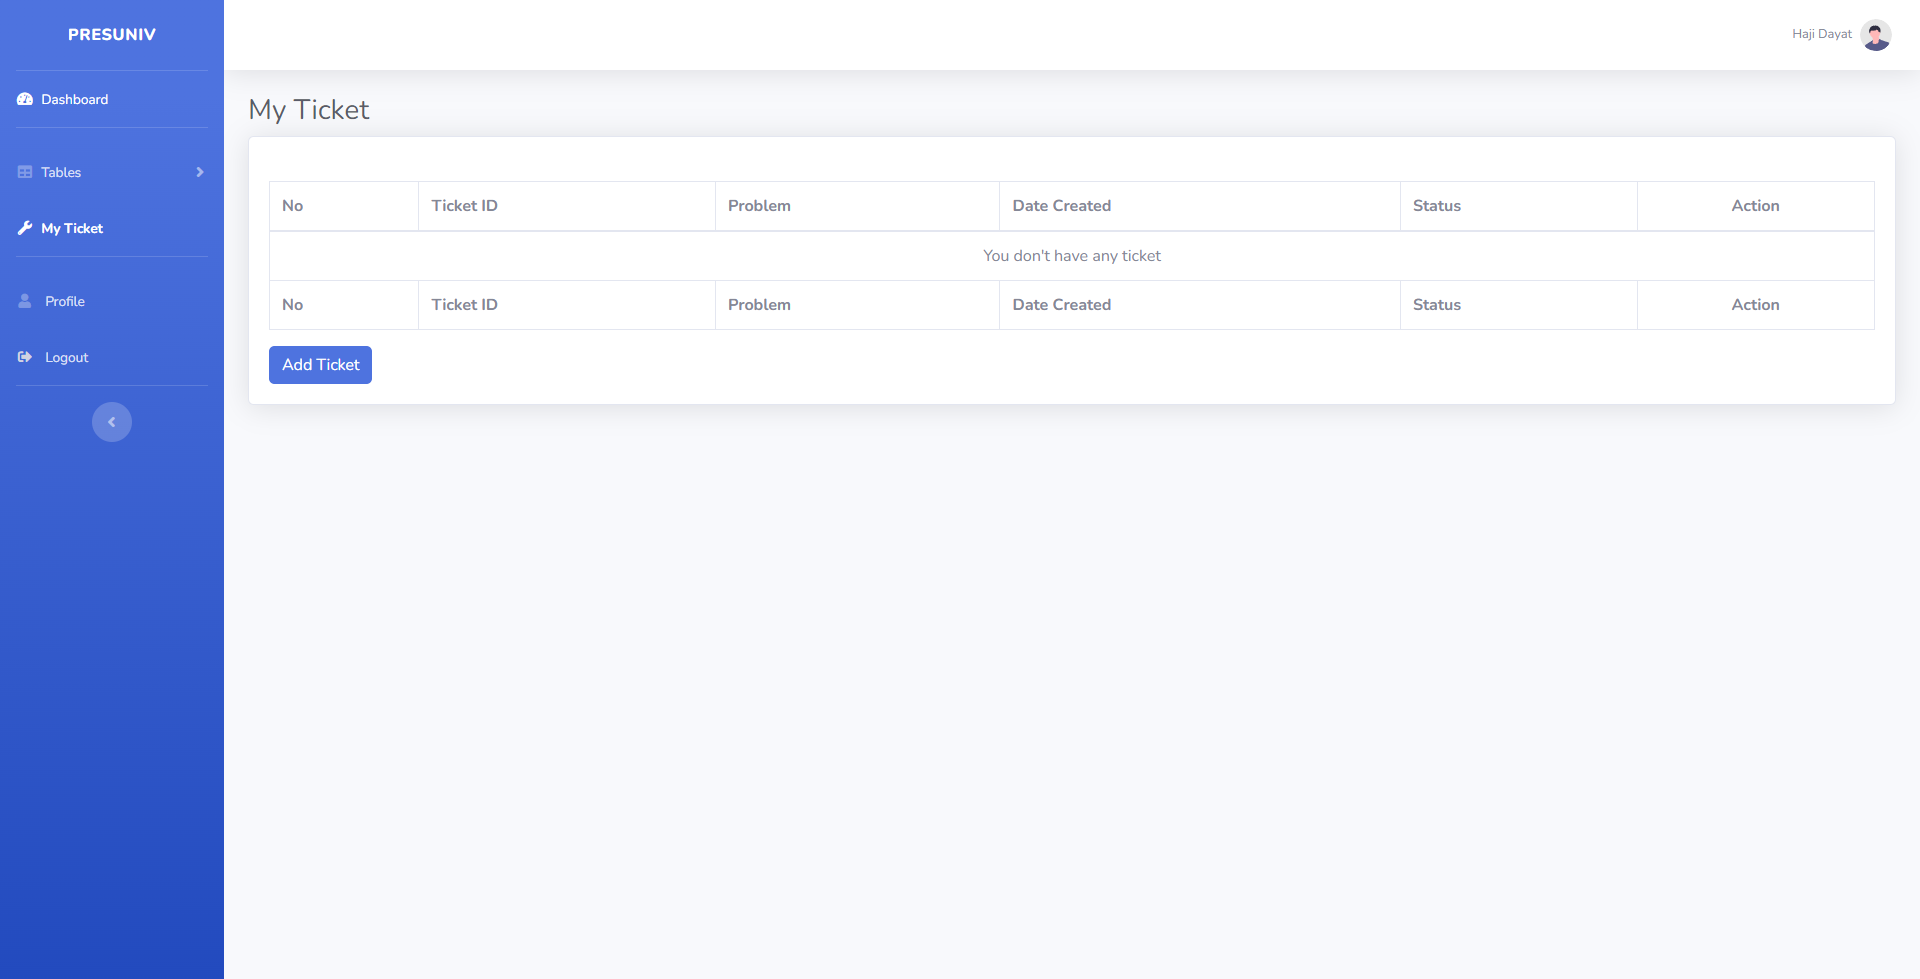 PRESUNIV
Haji Dayat
Dashboard
Tables
My Ticket
Profile
Logout
My Ticket
No Ticket ID Problem Date Created Status Action
You don't have any ticket
No Ticket ID Problem Date Created Status Action
Add Ticket